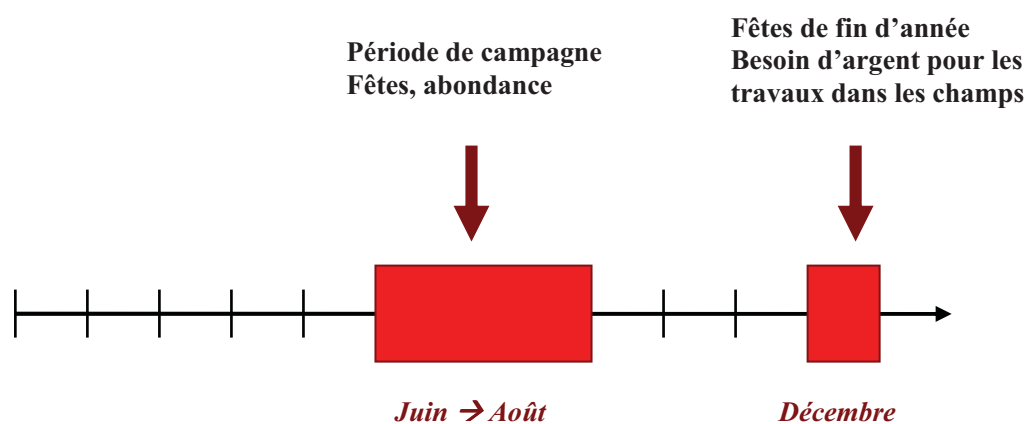 Période de campagne
Fêtes, abondance
Fêtes de fin d’année
Besoin d’argent pour les
travaux dans les champs
Juin → Août
Décembre